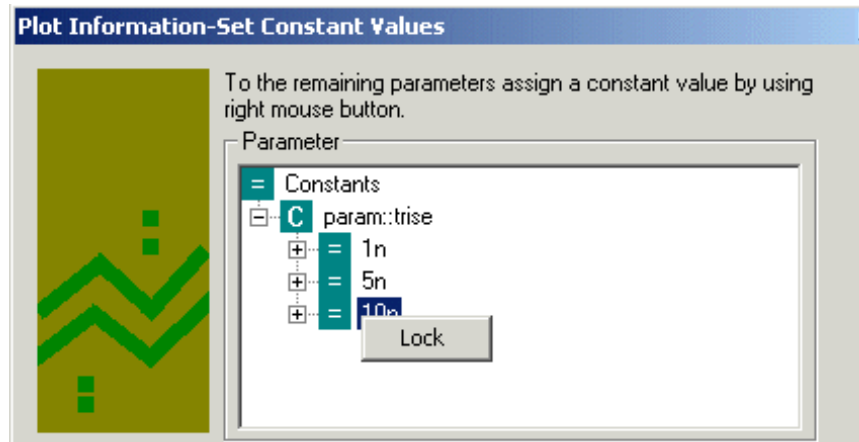 Plot Information-Set Constant Values
To the remaining parameters assign a constant value by using
right mouse button.
Parameter
= Constants
C param::trise
= 1n
= 5n
= 10n
Lock